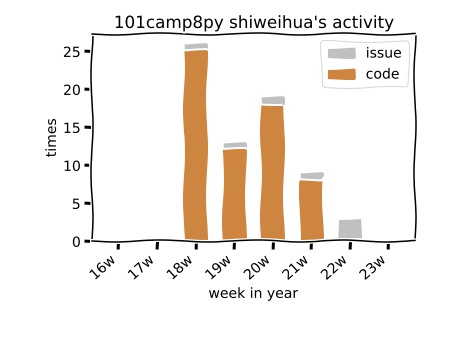 101camp8py shiweihua's activity
issue
code
25
20
15
10
5
0
times
16w 17w 18w 19w 20w 21w 22w 23w
week in year